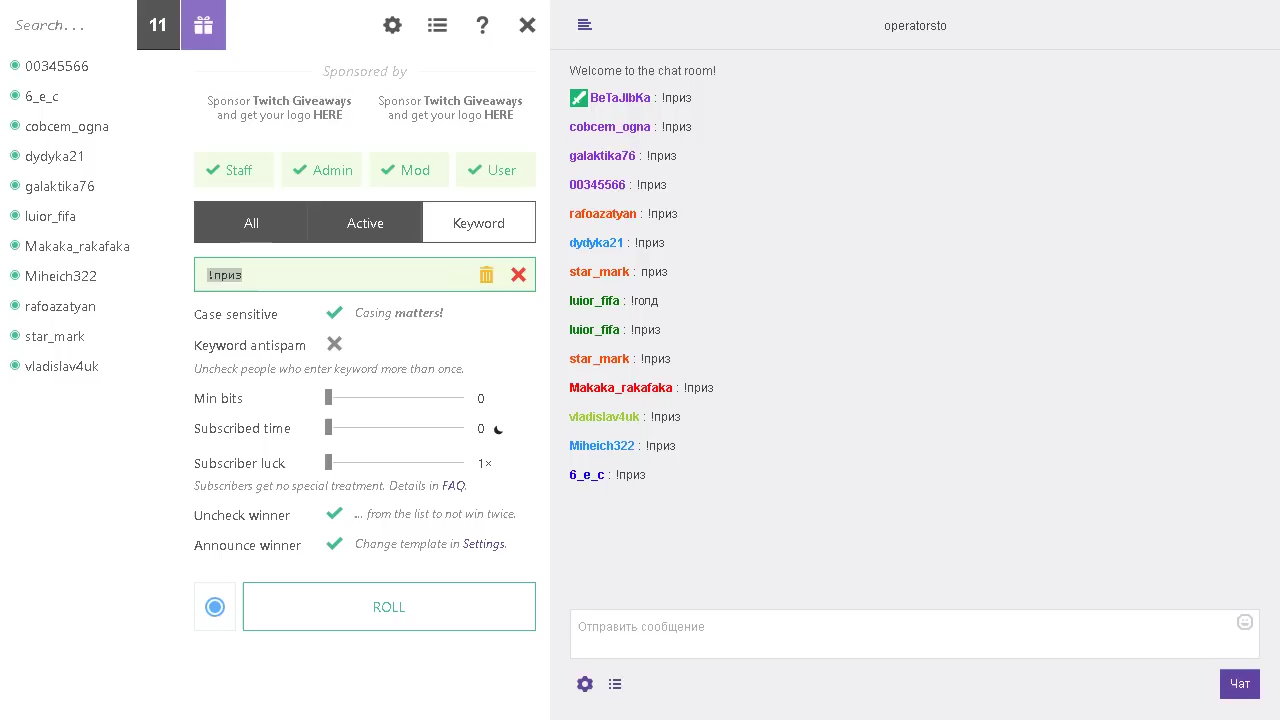 Search...
11
00345566
6_e_c
cobcem_ogna
dydyka21
galaktika76
luior_fifa
Makaka_rakafaka
Miheich322
rafoazatyan
star_mark
vladislav4uk
Sponsored by
Sponsor Twitch Giveaways
and get your logo HERE
Sponsor Twitch Giveaways
and get your logo HERE
Staff
Admin
Mod
User
All
Active
Keyword
!приз
Case sensitive
Casing matters!
Keyword antispam
Uncheck people who enter keyword more than once.
Min bits
0
Subscribed time
0
Subscriber luck
1×
Subscribers get no special treatment. Details in FAQ.
Uncheck winner
... from the list to not win twice.
Announce winner
Change template in Settings.
ROLL
neratorsto
Welcome to the chat room!
BeTaJIbKa : !приз
cobcem_ogna : !приз
galaktika76 : !приз
00345566 : !приз
rafoazatyan : !приз
dydyka21 : !приз
star_mark : приз
luior_fifa : !голд
luior_fifa : !приз
star_mark : !приз
Makaka_rakafaka : !приз
vladislav4uk : !приз
Miheich322 : !приз
6_e_c : !приз
Отправить сообщение
Чат